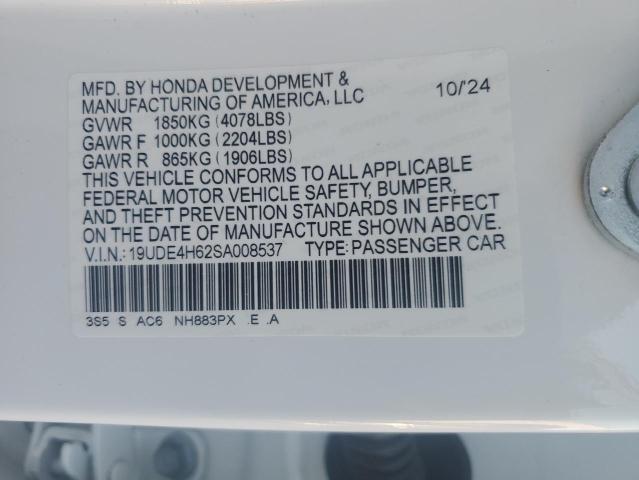 MFD. BY HONDA DEVELOPMENT &
MANUFACTURING OF AMERICA, LLC 10/'24
GVWR 1850KG (4078LBS)
GAWR F 1000KG (2204LBS)
GAWR R 865KG (1906LBS)
THIS VEHICLE CONFORMS TO ALL APPLICABLE
FEDERAL MOTOR VEHICLE SAFETY, BUMPER,
AND THEFT PREVENTION STANDARDS IN EFFECT
ON THE DATE OF MANUFACTURE SHOWN ABOVE.
V.I.N.: 19UDE4H62SA008537 TYPE: PASSENGER CAR
3S5 S AC6 NH883PX .E .A